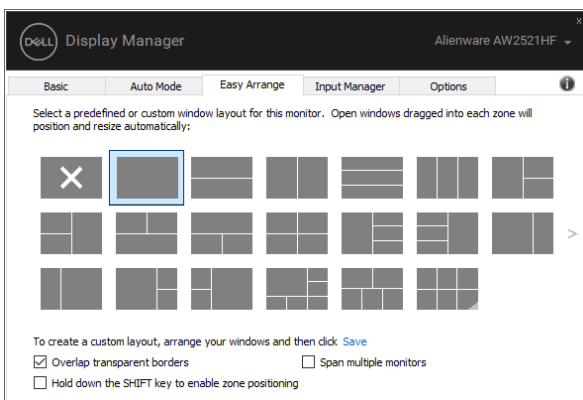 DELL Display Manager Alienware AW2521HF
Basic Auto Mode Easy Arrange Input Manager Options
Select a predefined or custom window layout for this monitor. Open windows dragged into each zone will
position and resize automatically:
To create a custom layout, arrange your windows and then click Save
Overlap transparent borders Span multiple monitors
Hold down the SHIFT key to enable zone positioning